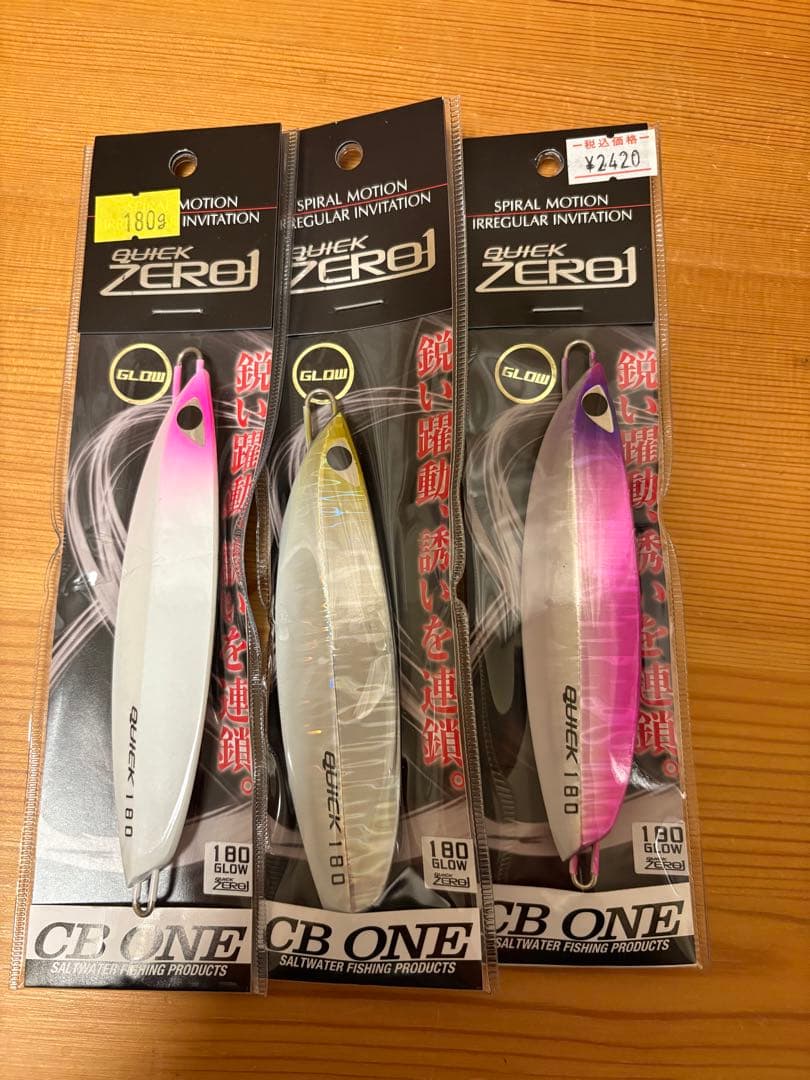 180g
MOTION
IRREGULAR INVITATION
QUICK
ZERO1
GLOW
鋭い躍動、誘いを連鎖。
QUICK 180
180
GLOW
QUICK
ZERO1
CB ONE
SALTWATER FISHING PRODUCTS
SPIRAL MOTION
IRREGULAR INVITATION
QUICK
ZERO1
GLOW
鋭い躍動、誘いを連鎖。
QUICK 180
180
GLOW
QUICK
ZERO1
CB ONE
SALTWATER FISHING PRODUCTS
税込価格
¥2420
SPIRAL MOTION
IRREGULAR INVITATION
QUICK
ZERO1
GLOW
鋭い躍動、誘いを連鎖。
QUICK 180
180
GLOW
QUICK
ZERO1
CB ONE
SALTWATER FISHING PRODUCTS